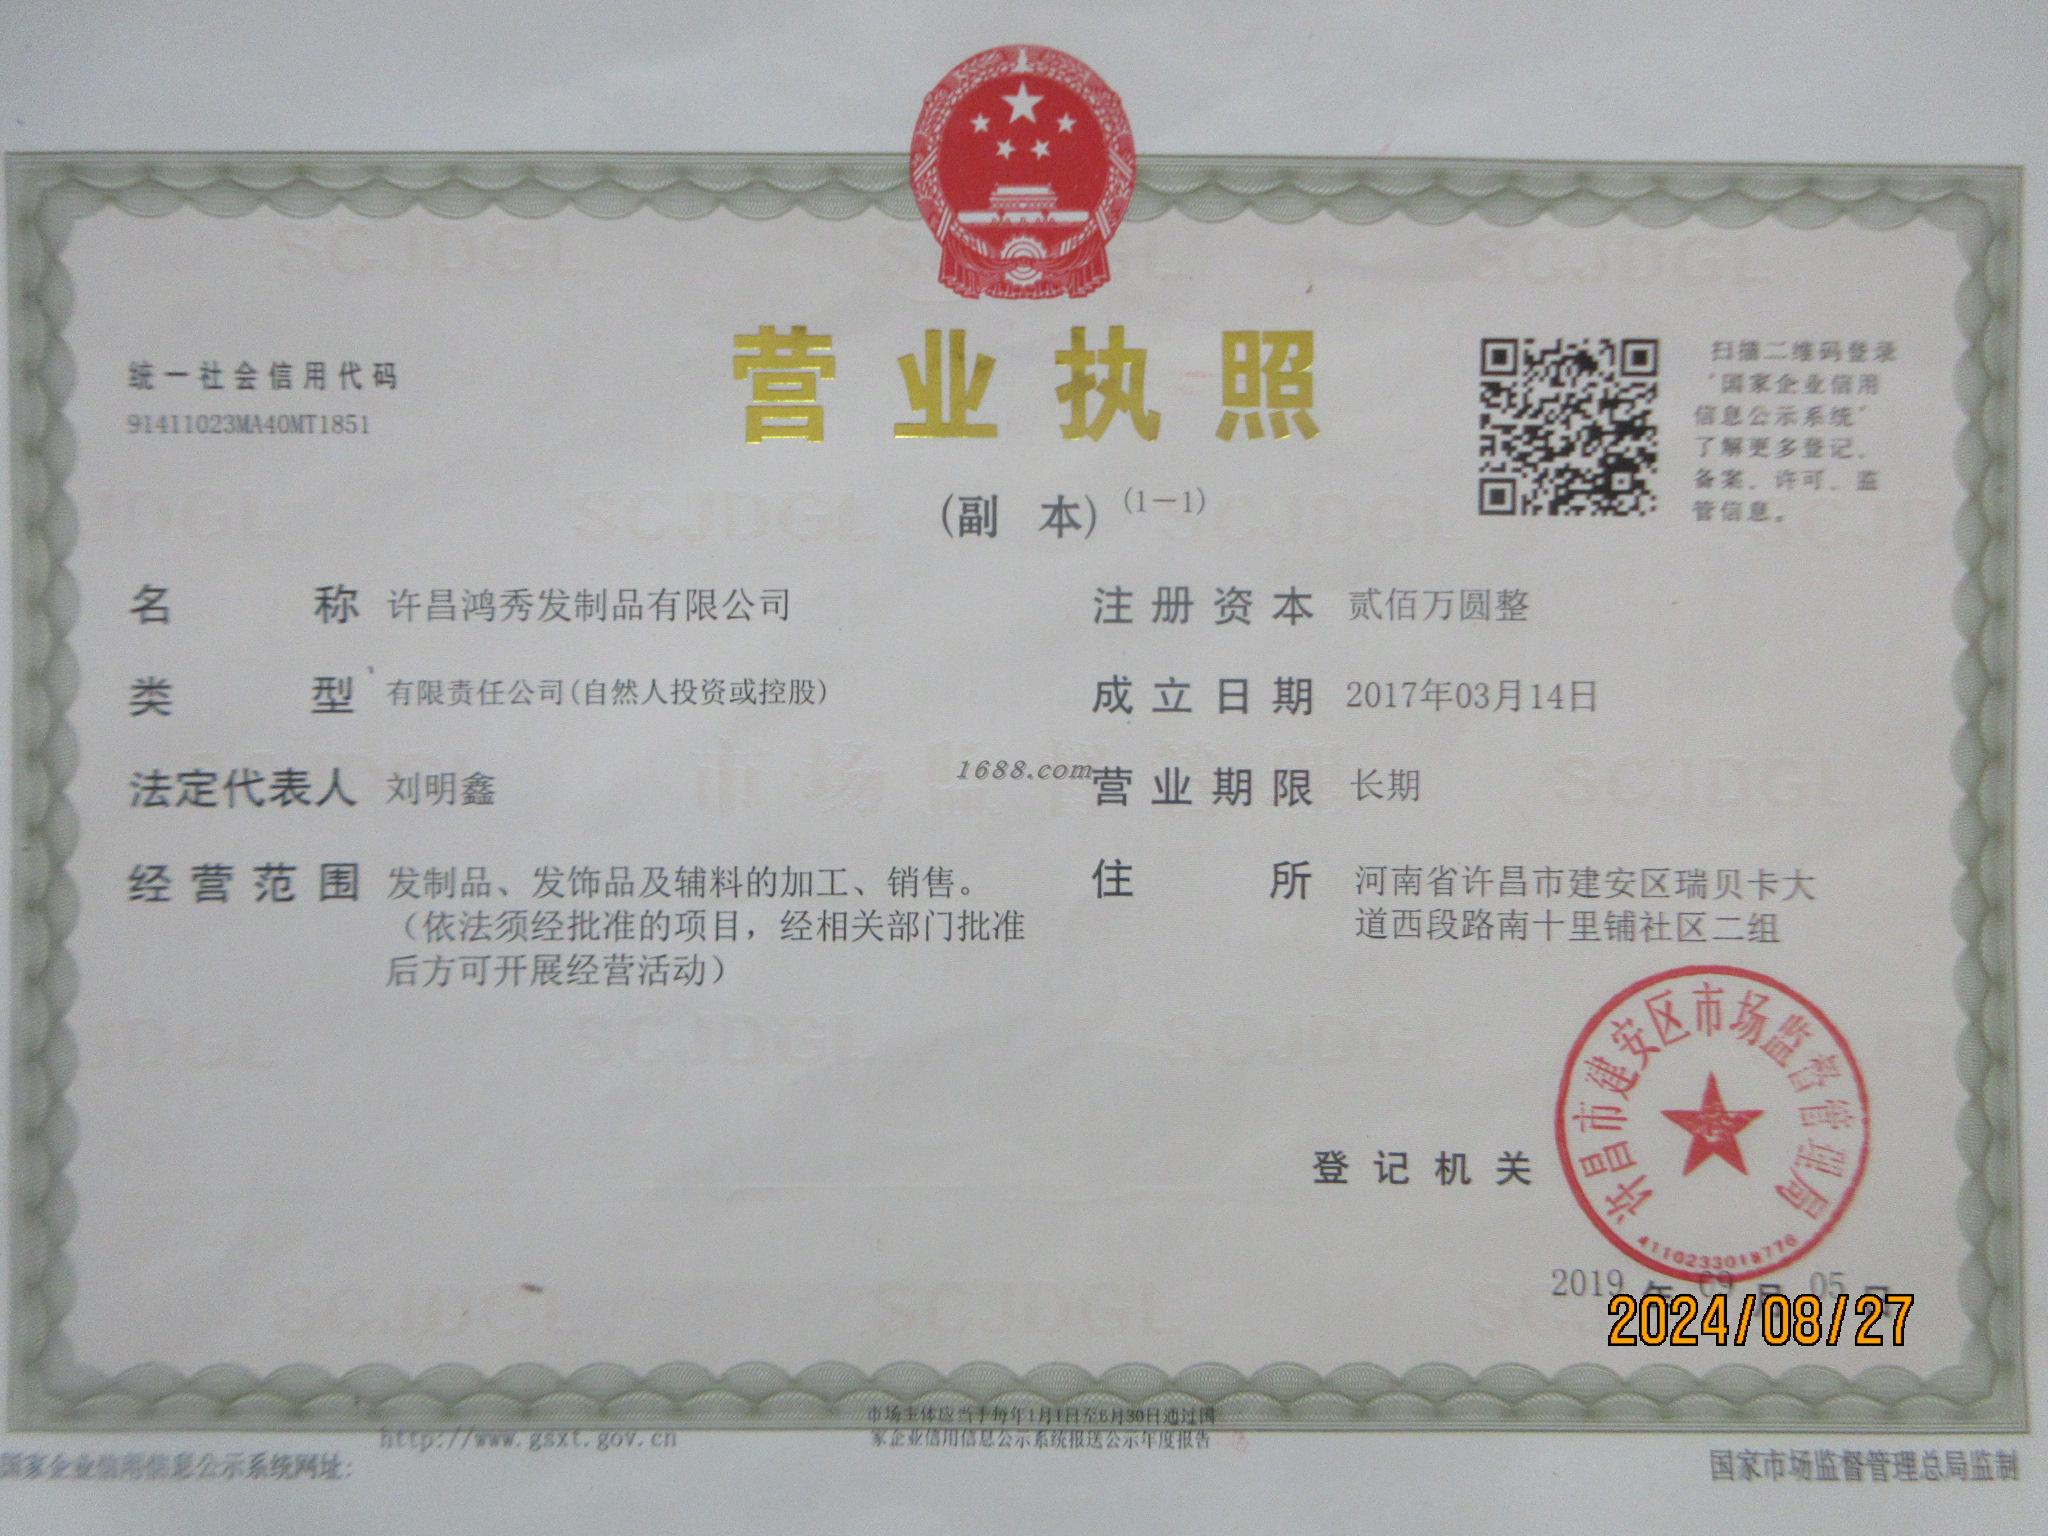 营业执照
(副 本) (1-1)
统一社会信用代码
91411023MA40MT1851
扫描二维码登录
"国家企业信用
信息公示系统"
了解更多登记、
备案、许可、监
管信息。
名 称 许昌鸿秀发制品有限公司
类 型 有限责任公司(自然人投资或控股)
法定代表人 刘明鑫
经营范围 发制品、发饰品及辅料的加工、销售。
（依法须经批准的项目，经相关部门批准
后方可开展经营活动）
注册资本 贰佰万圆整
成立日期 2017年03月14日
1688.com
营业期限 长期
住 所 河南省许昌市建安区瑞贝卡大
道西段路南十里铺社区二组
登记机关
许昌市建安区市场监督管理局
4110233018776
2019 年 09 月 05 日
2024/08/27
国家企业信用信息公示系统网址:
http://www.gsxt.gov.cn
市场主体应当于每年1月1日至6月30日通过国
家企业信用信息公示系统报送公示年度报告
国家市场监督管理总局监制
SCJDGL